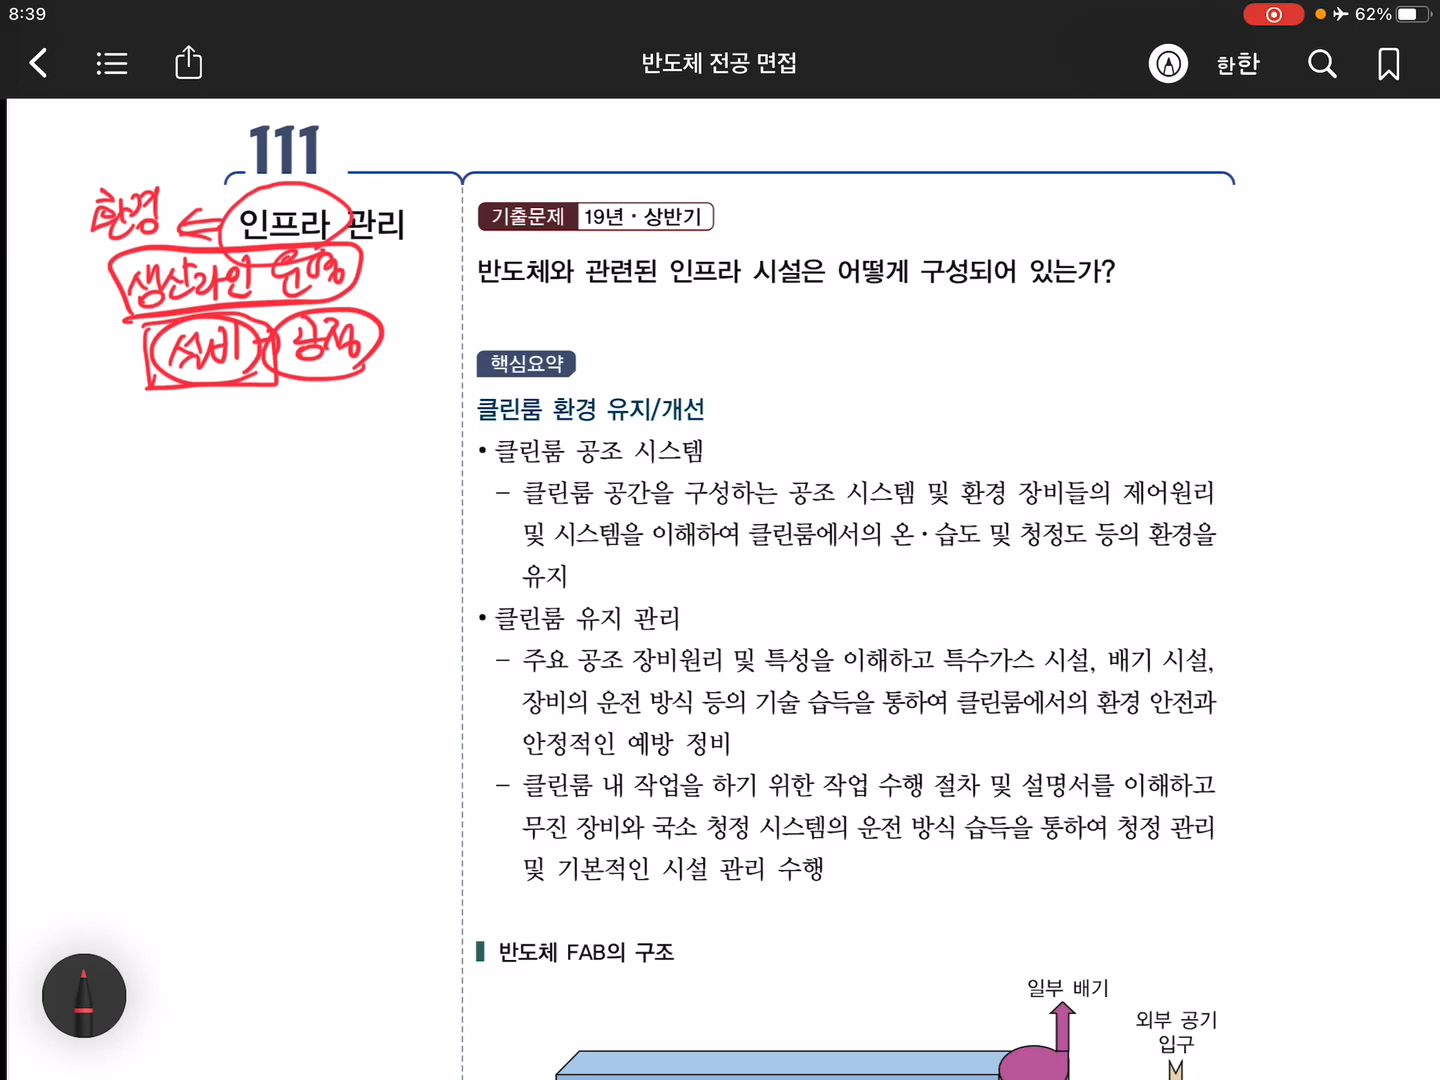 8:39
62%
반도체 전공 면접
한한
111
인프라 관리
환경
생산라인 운영
설비
공정
기출문제 19년·상반기
반도체와 관련된 인프라 시설은 어떻게 구성되어 있는가?
핵심요약
클린룸 환경 유지/개선
• 클린룸 공조 시스템
– 클린룸 공간을 구성하는 공조 시스템 및 환경 장비들의 제어원리
및 시스템을 이해하여 클린룸에서의 온·습도 및 청정도 등의 환경을
유지
• 클린룸 유지 관리
– 주요 공조 장비원리 및 특성을 이해하고 특수가스 시설, 배기 시설,
장비의 운전 방식 등의 기술 습득을 통하여 클린룸에서의 환경 안전과
안정적인 예방 정비
– 클린룸 내 작업을 하기 위한 작업 수행 절차 및 설명서를 이해하고
무진 장비와 국소 청정 시스템의 운전 방식 습득을 통하여 청정 관리
및 기본적인 시설 관리 수행
반도체 FAB의 구조
일부 배기
외부 공기
입구